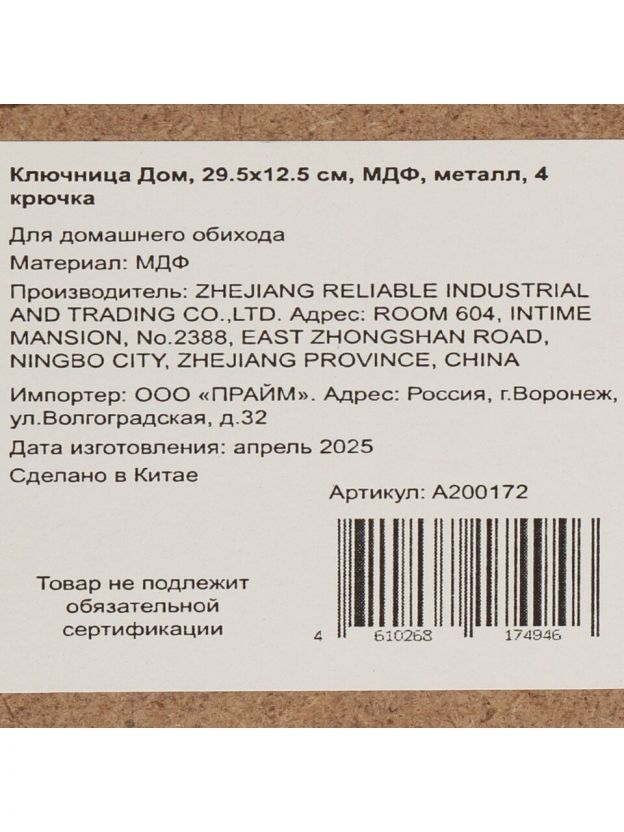 Ключница Дом, 29.5х12.5 см, МДФ, металл, 4
крючка
Для домашнего обихода
Материал: МДФ
Производитель: ZHEJIANG RELIABLE INDUSTRIAL
AND TRADING CO.,LTD. Адрес: ROOM 604, INTIME
MANSION, No.2388, EAST ZHONGSHAN ROAD,
NINGBO CITY, ZHEJIANG PROVINCE, CHINA
Импортер: ООО «ПРАЙМ». Адрес: Россия, г.Воронеж,
ул.Волгоградская, д.32
Дата изготовления: апрель 2025
Сделано в Китае
Артикул: A200172
Товар не подлежит
обязательной
сертификации
4 610268 174946